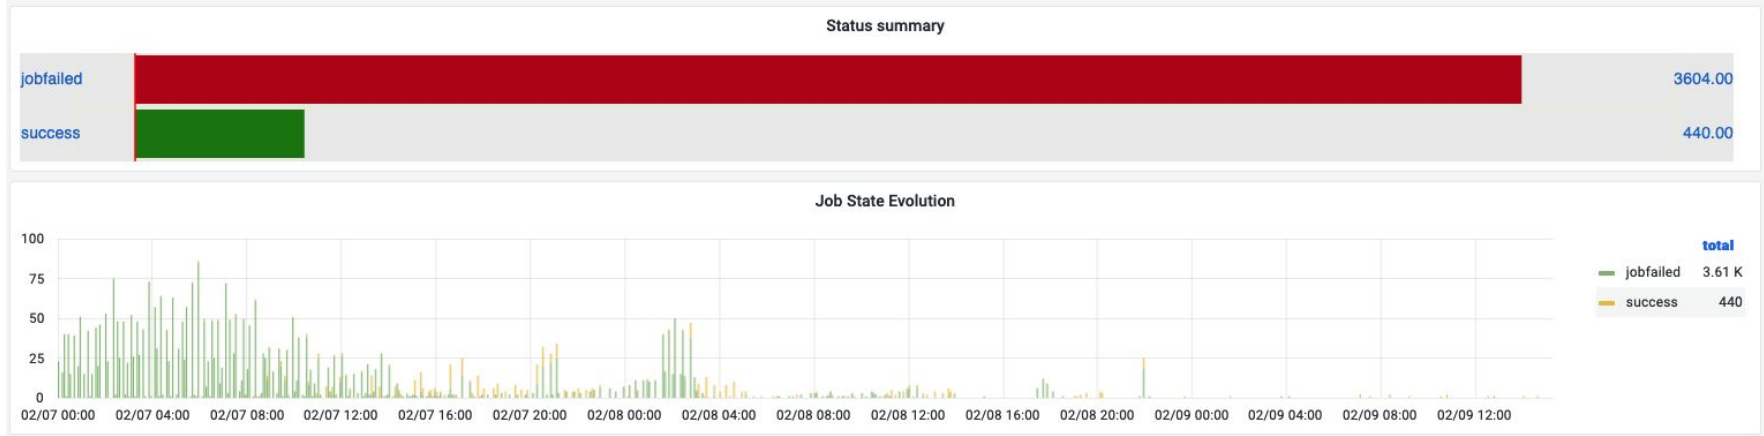 Status summary
jobfailed 3604.00
success 440.00
Job State Evolution
100
75
50
25
0
02/07 00:00 02/07 04:00 02/07 08:00 02/07 12:00 02/07 16:00 02/07 20:00 02/08 00:00 02/08 04:00 02/08 08:00 02/08 12:00 02/08 16:00 02/08 20:00 02/09 00:00 02/09 04:00 02/09 08:00 02/09 12:00
total
jobfailed 3.61 K
success 440